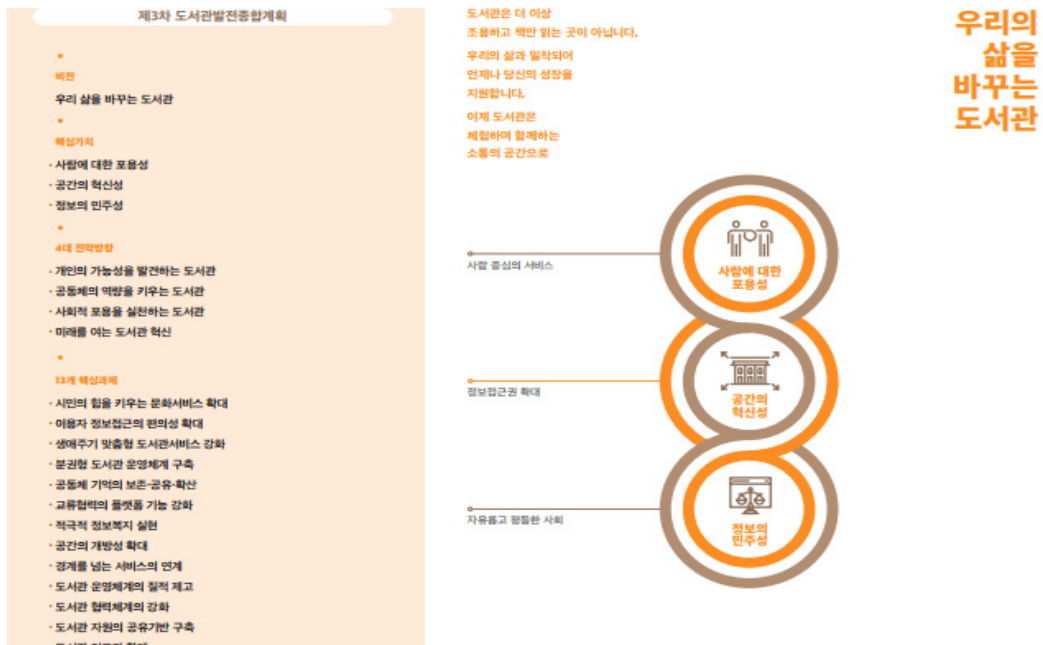 제3차 도서관발전종합계획
비전
우리 삶을 바꾸는 도서관
핵심가치
· 사람에 대한 포용성
· 공간의 혁신성
· 정보의 민주성
4대 전략방향
· 개인의 가능성을 발견하는 도서관
· 공동체의 역량을 키우는 도서관
· 사회적 포용을 실천하는 도서관
· 미래를 여는 도서관 혁신
13개 핵심과제
· 시민의 힘을 키우는 문화서비스 확대
· 이용자 정보접근의 편의성 확대
· 생애주기 맞춤형 도서관서비스 강화
· 분권형 도서관 운영체계 구축
· 공동체 기억의 보존·공유·확산
· 교류협력의 플랫폼 기능 강화
· 적극적 정보복지 실현
· 공간의 개방성 확대
· 경계를 넘는 서비스의 연계
· 도서관 운영체계의 질적 제고
· 도서관 협력체계의 강화
· 도서관 자원의 공유기반 구축
도서관은 더 이상
조용하고 책만 읽는 곳이 아닙니다.
우리의 삶과 밀착되어
언제나 당신의 성장을
지원합니다.
이제 도서관은
체험하며 함께하는
소통의 공간으로
우리의
삶을
바꾸는
도서관
사람 중심의 서비스
사람에 대한
포용성
정보접근권 확대
공간의
혁신성
자유롭고 평등한 사회
정보의
민주성